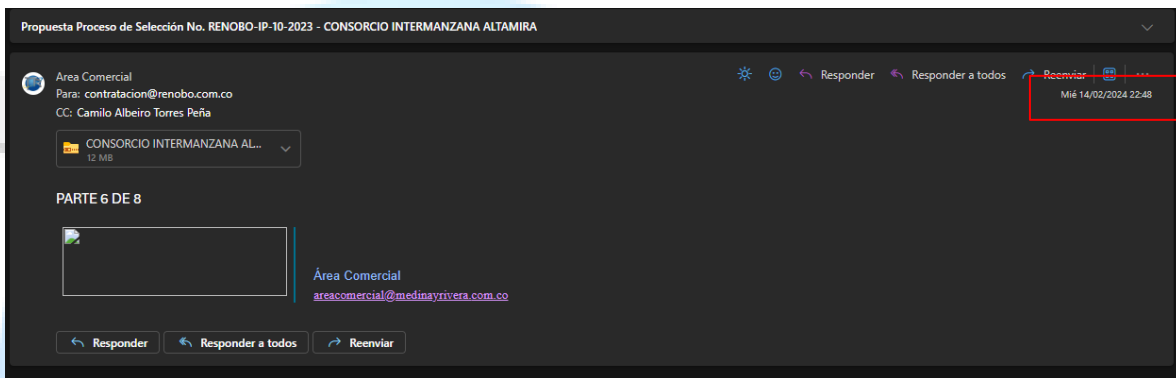 Propuesta Proceso de Selección No. RENOBO-IP-10-2023 - CONSORCIO INTERMANZANA ALTAMIRA
Area Comercial
Para: contratacion@renobo.com.co
CC: Camilo Albeiro Torres Peña
Responder
Responder a todos
Reenviar
Mié 14/02/2024 22:48
CONSORCIO INTERMANZANA AL...
12 MB
PARTE 6 DE 8
Área Comercial
areacomercial@medinayrivera.com.co
Responder
Responder a todos
Reenviar